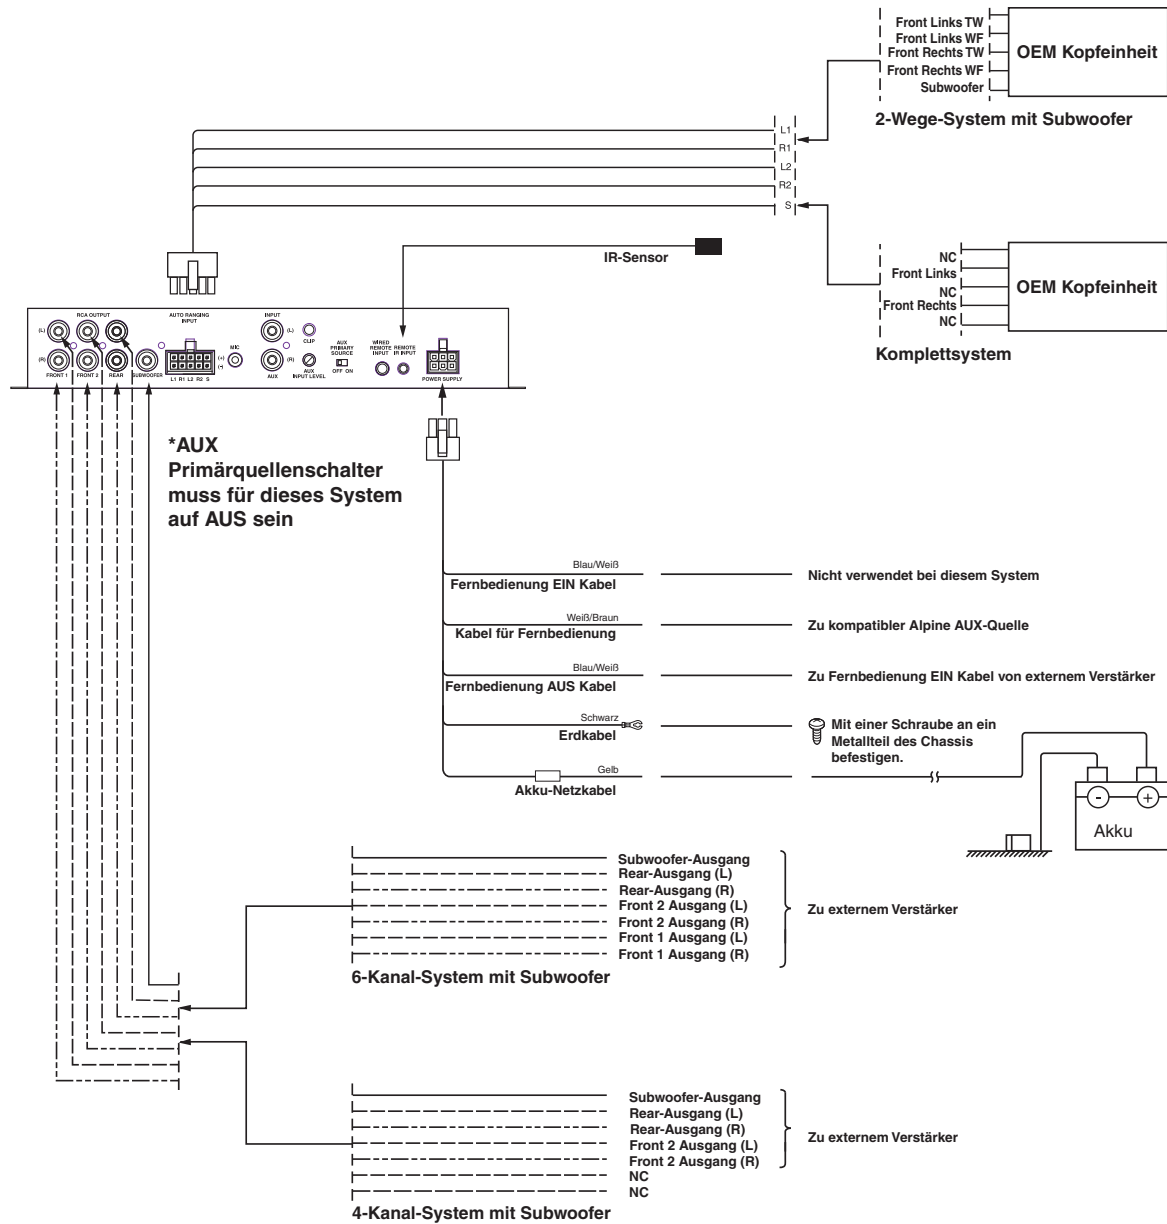 Front Links TW
Front Links WF
Front Rechts TW
Front Rechts WF
Subwoofer
OEM Kopfeinheit
2-Wege-System mit Subwoofer
L1
R1
L2
R2
S
IR-Sensor
NC
Front Links
NC
Front Rechts
NC
OEM Kopfeinheit
Komplettsystem
RCA OUTPUT
(L)
(R)
FRONT 1
FRONT 2
REAR
SUBWOOFER
AUTO RANGING
INPUT
(+)
(-)
L1 R1 L2 R2 S
MIC
INPUT
(L)
(R)
AUX
CLIP
AUX
INPUT LEVEL
AUX
PRIMARY
SOURCE
OFF ON
WIRED
REMOTE
INPUT
REMOTE
IR INPUT
POWER SUPPLY
*AUX
Primärquellenschalter
muss für dieses System
auf AUS sein
Blau/Weiß
Fernbedienung EIN Kabel
Nicht verwendet bei diesem System
Weiß/Braun
Kabel für Fernbedienung
Zu kompatibler Alpine AUX-Quelle
Blau/Weiß
Fernbedienung AUS Kabel
Zu Fernbedienung EIN Kabel von externem Verstärker
Schwarz
Erdkabel
Mit einer Schraube an ein
Metallteil des Chassis
befestigen.
Gelb
Akku-Netzkabel
- +
Akku
Subwoofer-Ausgang
Rear-Ausgang (L)
Rear-Ausgang (R)
Front 2 Ausgang (L)
Front 2 Ausgang (R)
Front 1 Ausgang (L)
Front 1 Ausgang (R)
Zu externem Verstärker
6-Kanal-System mit Subwoofer
Subwoofer-Ausgang
Rear-Ausgang (L)
Rear-Ausgang (R)
Front 2 Ausgang (L)
Front 2 Ausgang (R)
NC
NC
Zu externem Verstärker
4-Kanal-System mit Subwoofer